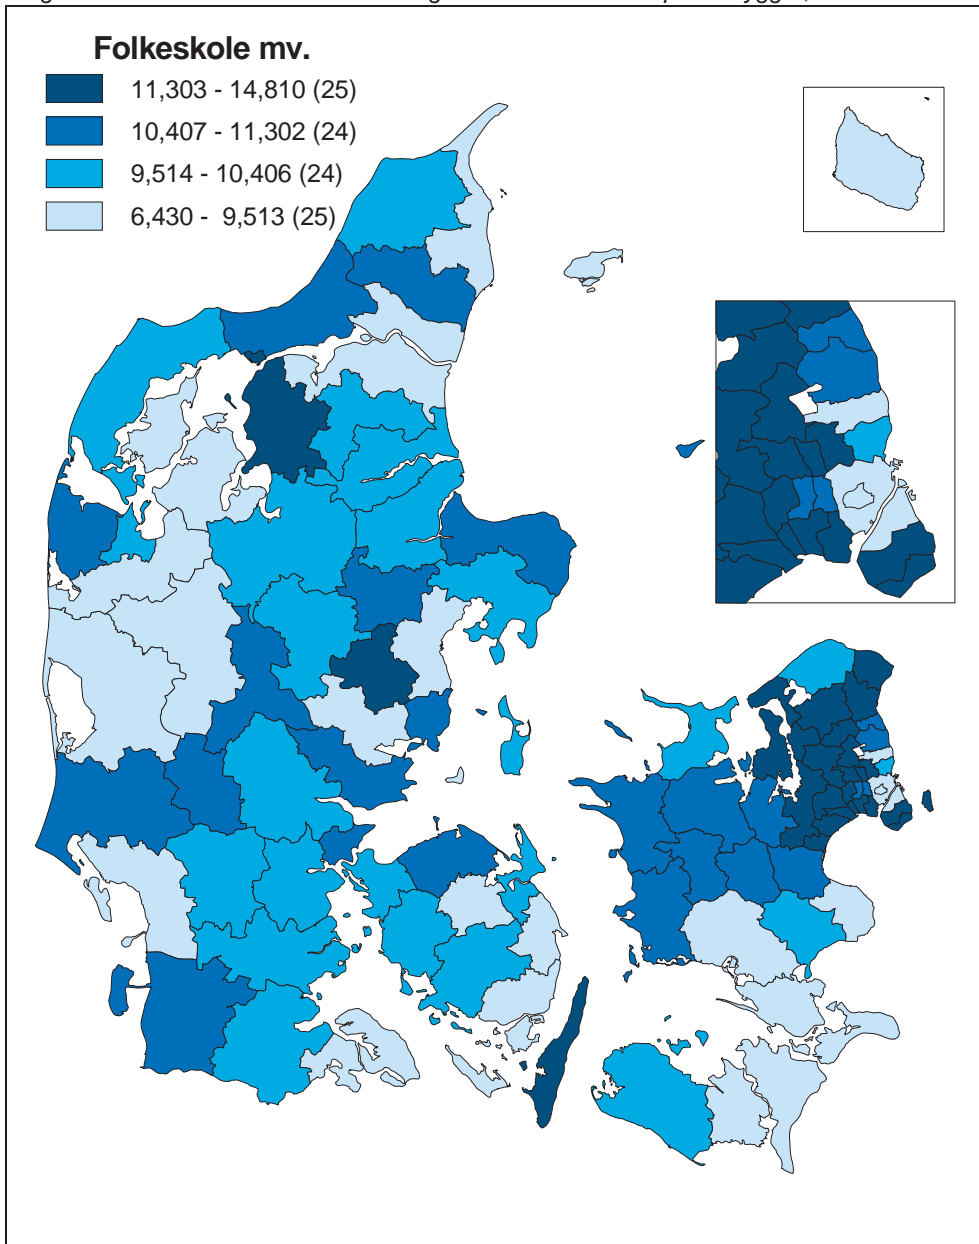 Folkeskole mv.
11,303 - 14,810 (25)
10,407 - 11,302 (24)
9,514 - 10,406 (24)
6,430 - 9,513 (25)